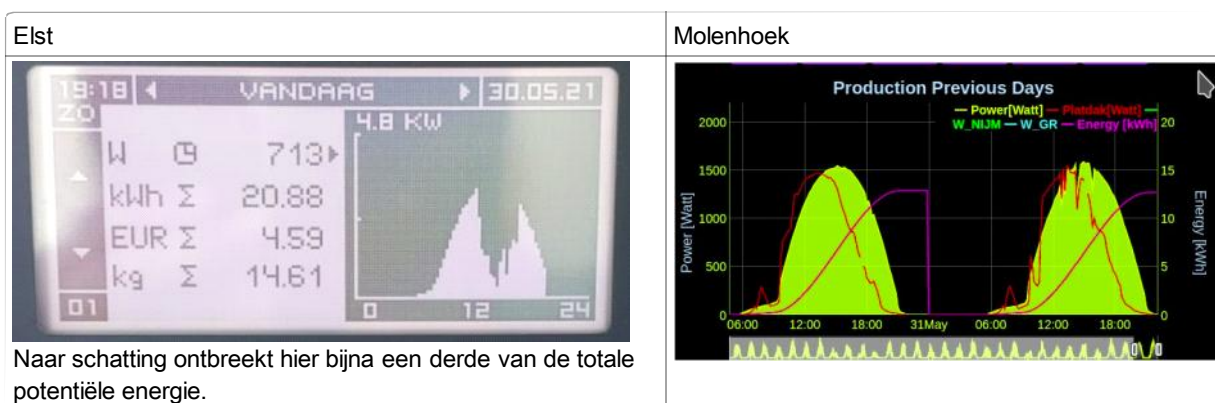 Elst
Molenhoek
19:18 VANDAAG 30.05.21
ZO
4.8 KW
W 713
kWh Σ 20.88
EUR Σ 4.59
kg Σ 14.61
01
0 12 24
Naar schatting ontbreekt hier bijna een derde van de totale
potentiële energie.
Production Previous Days
Power[Watt] Platdak[Watt]
W_NIJM W_GR Energy [kWh]
2000 20
1500 15
1000 10
500 5
0 0
Power [Watt]
Energy [kWh]
06:00 12:00 18:00 31May 06:00 12:00 18:00